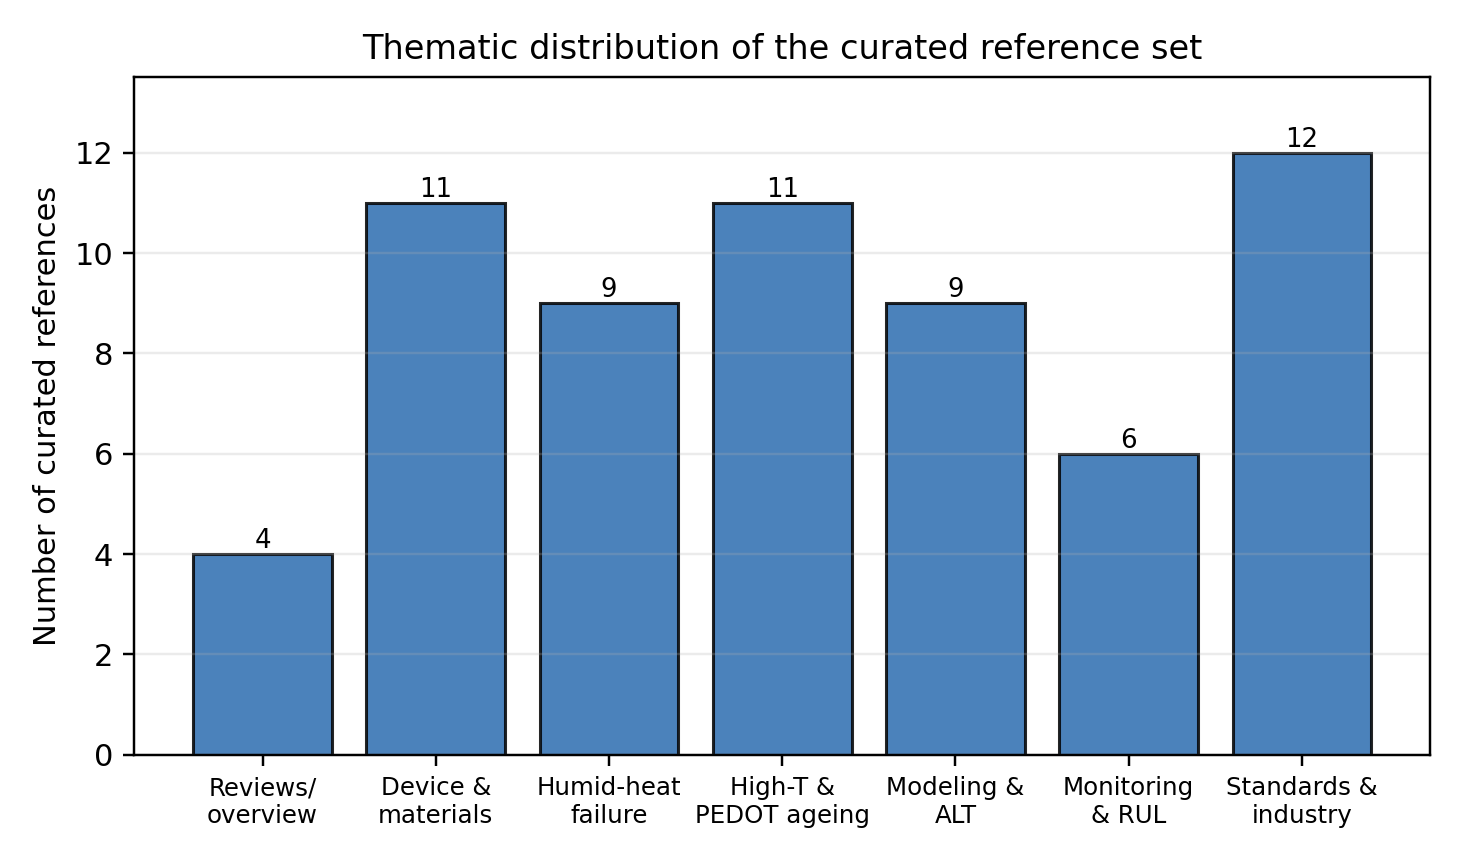 Thematic distribution of the curated reference set
Number of curated references
12
10
8
6
4
2
0
4
11
9
11
9
6
12
Reviews/
overview
Device &
materials
Humid-heat
failure
High-T &
PEDOT ageing
Modeling &
ALT
Monitoring
& RUL
Standards &
industry